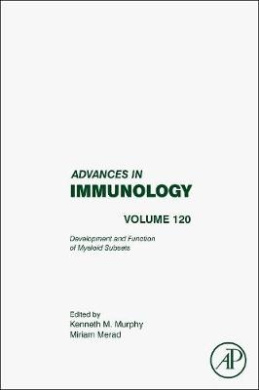 ADVANCES IN
IMMUNOLOGY
VOLUME 120
Development and Function
of Myeloid Subsets
Edited by
Kenneth M. Murphy
Miriam Merad
AP